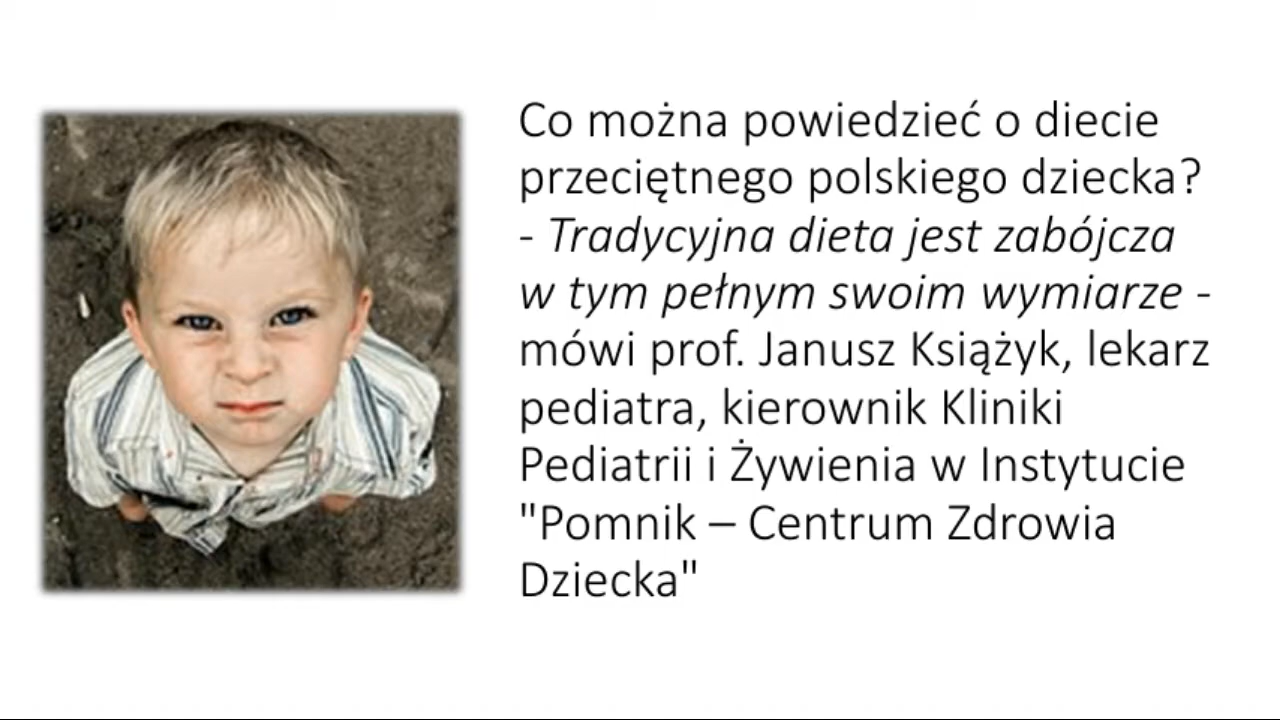 Co można powiedzieć o diecie
przeciętnego polskiego dziecka?
- Tradycyjna dieta jest zabójcza
w tym pełnym swoim wymiarze -
mówi prof. Janusz Książyk, lekarz
pediatra, kierownik Kliniki
Pediatrii i Żywienia w Instytucie
"Pomnik – Centrum Zdrowia
Dziecka"